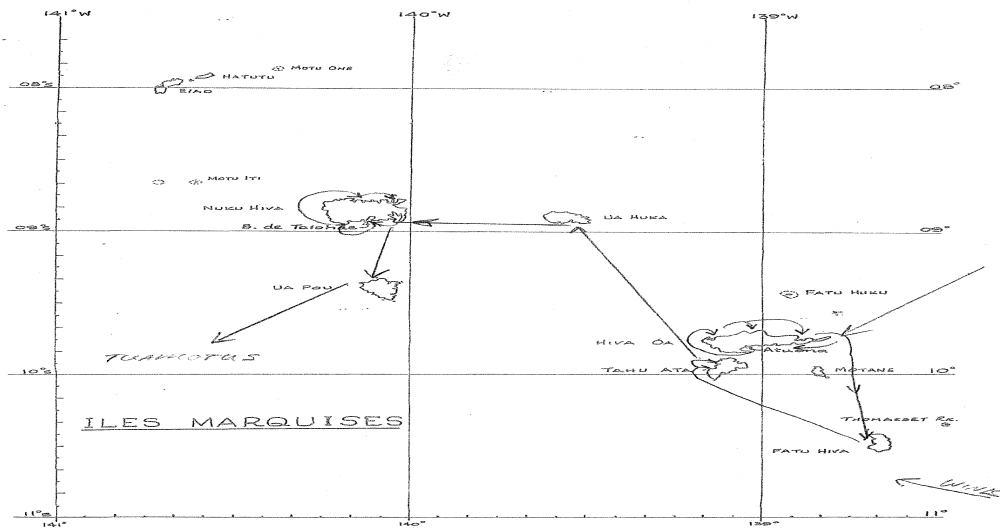 141°W
140°W
139°W
MOTU ONE
HATUTU
EIAO
08°S
08°
MOTU ITI
NUKU HIVA
UA HUKA
B. de Taiohae
09°S
09°
UA POU
FATU HUKU
HIVA OA
Atuona
TUAMOTUS
TAHU ATA
MOTANE
10°S
10°
ILES MARQUISES
THOMASSET RK.
FATU HIVA
WIND
11°S
11°
141°
140°
139°